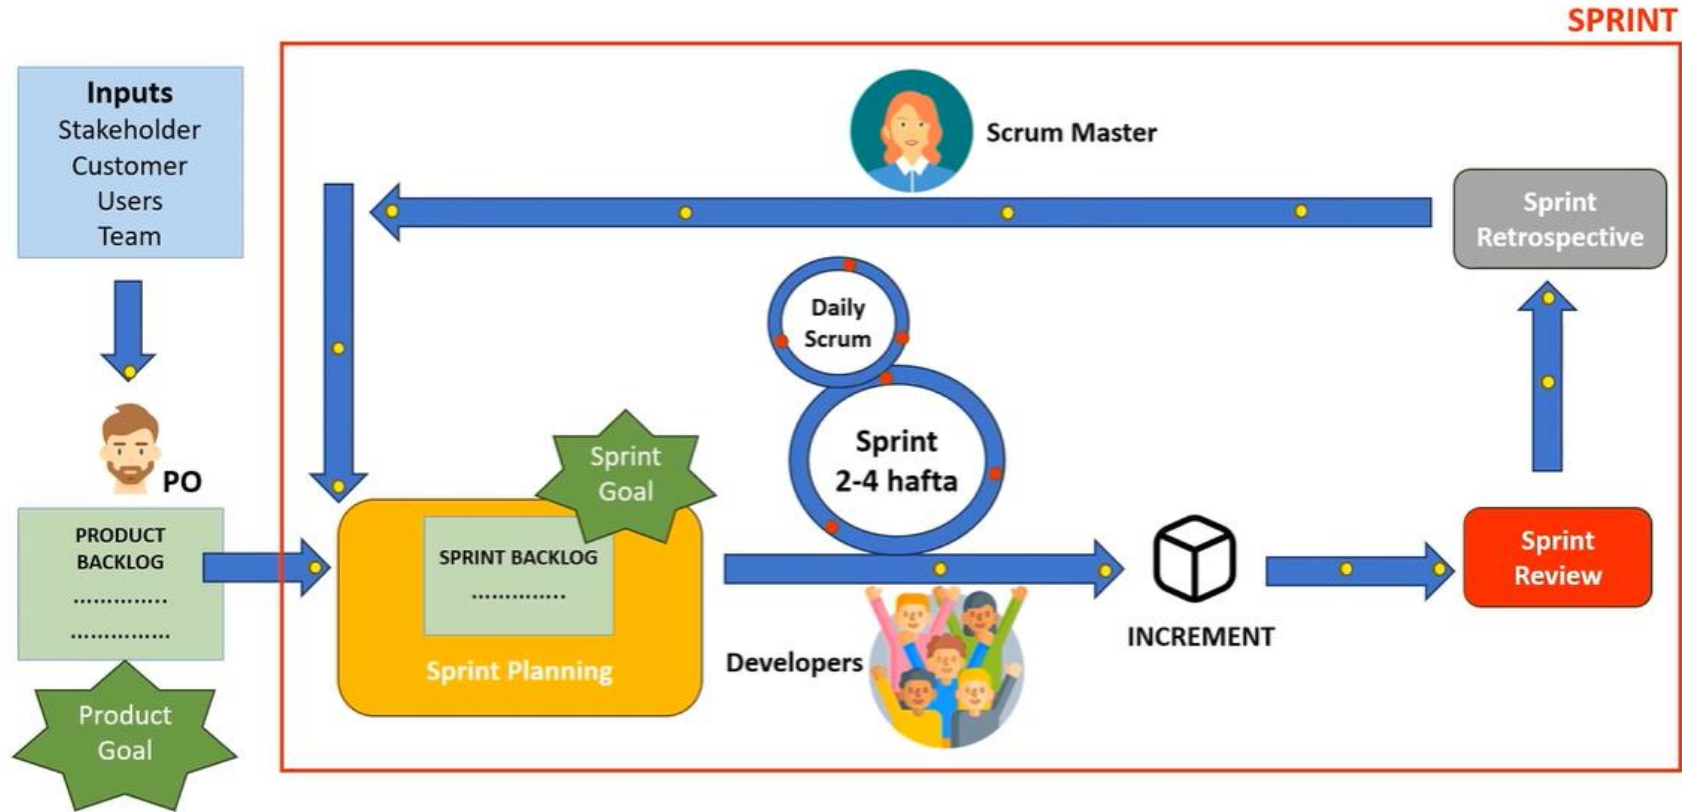 SPRINT
Inputs
Stakeholder
Customer
Users
Team
PO
PRODUCT
BACKLOG
…………..
……………
Product
Goal
Scrum Master
Sprint
Retrospective
Daily
Scrum
Sprint
2-4 hafta
Sprint
Goal
SPRINT BACKLOG
…………..
Sprint Planning
Developers
INCREMENT
Sprint
Review